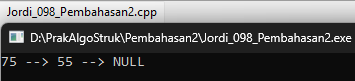 Jordi_098_Pembahasan2.cpp
D:\PrakAlgoStruk\Pembahasan2\Jordi_098_Pembahasan2.exe
75 --> 55 --> NULL